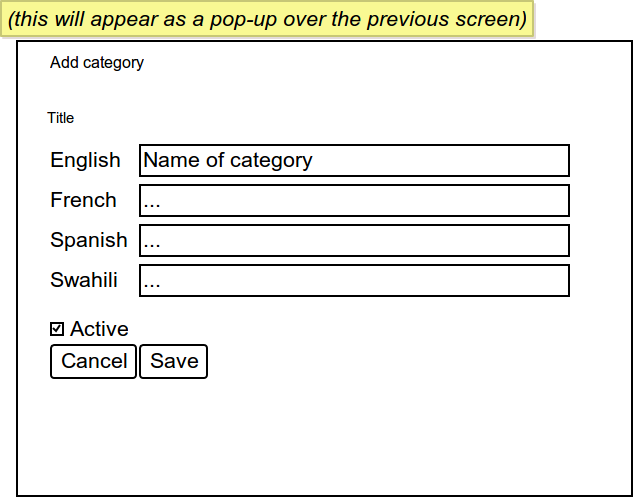 (this will appear as a pop-up over the previous screen)
Add category
Title
English Name of category
French ...
Spanish ...
Swahili ...
Active
Cancel Save